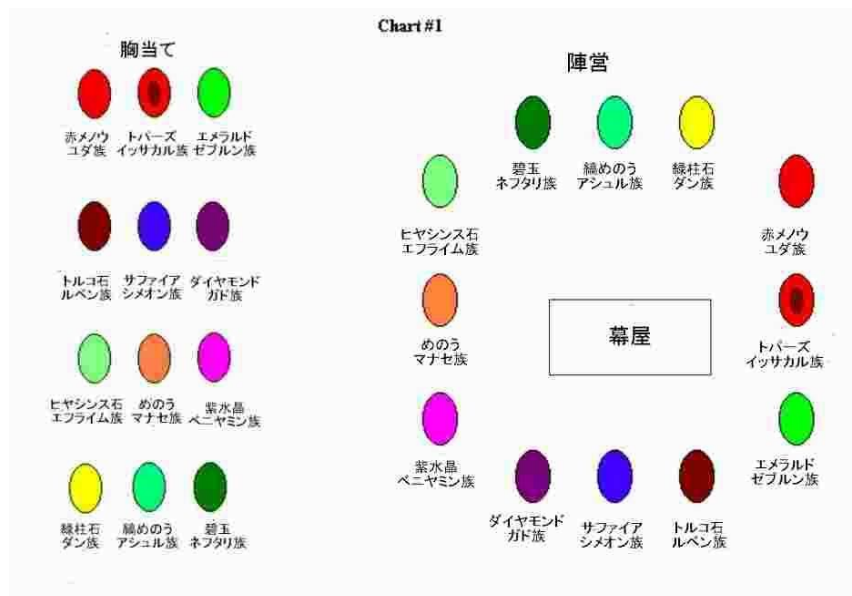 Chart #1
胸当て
赤メノウ
ユダ族
トパーズ
イッサカル族
エメラルド
ゼブルン族
トルコ石
ルベン族
サファイア
シメオン族
ダイヤモンド
ガド族
ヒヤシンス石
エフライム族
めのう
マナセ族
紫水晶
ベニヤミン族
緑柱石
ダン族
縞めのう
アシュル族
碧玉
ネフタリ族
陣営
碧玉
ネフタリ族
縞めのう
アシュル族
緑柱石
ダン族
ヒヤシンス石
エフライム族
赤メノウ
ユダ族
めのう
マナセ族
幕屋
トパーズ
イッサカル族
紫水晶
ベニヤミン族
エメラルド
ゼブルン族
ダイヤモンド
ガド族
サファイア
シメオン族
トルコ石
ルベン族